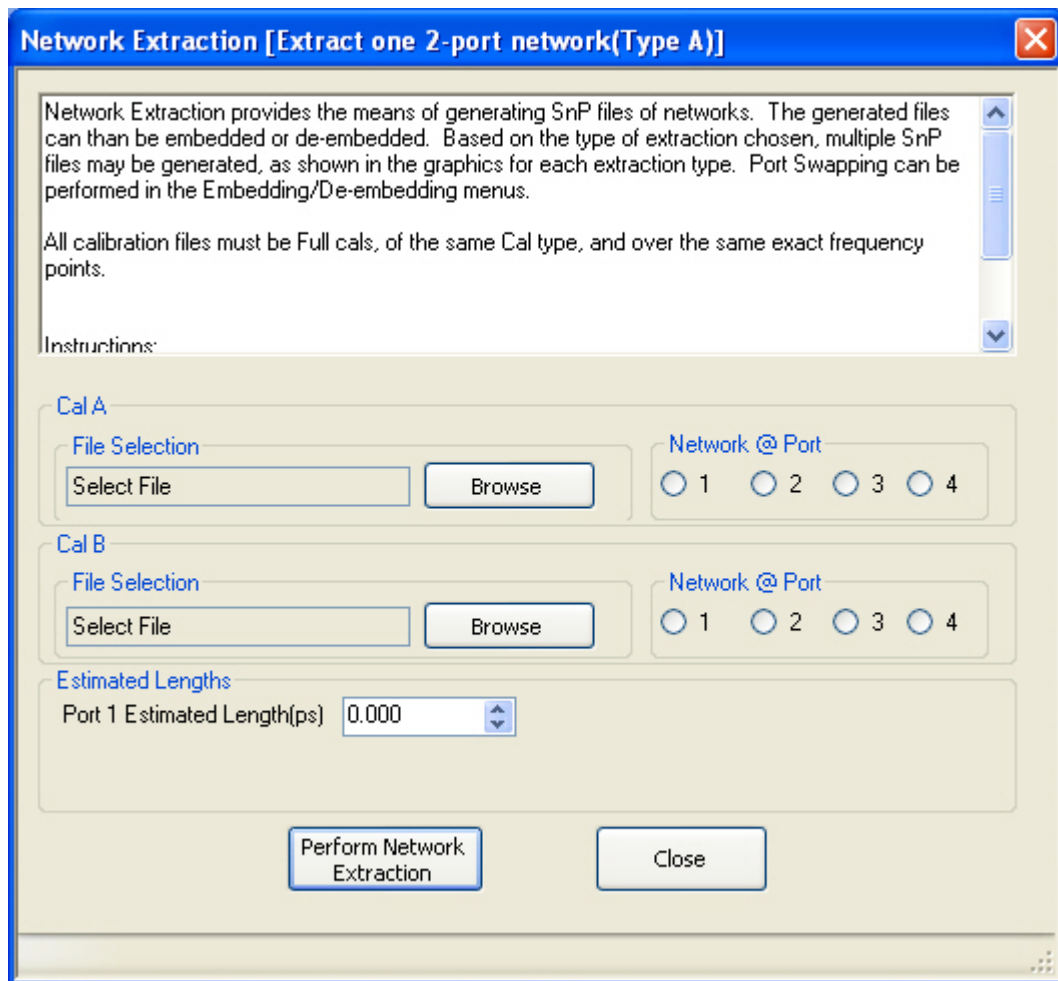 Network Extraction [Extract one 2-port network(Type A)]
Network Extraction provides the means of generating SnP files of networks.  The generated files
can than be embedded or de-embedded.  Based on the type of extraction chosen, multiple SnP
files may be generated, as shown in the graphics for each extraction type.  Port Swapping can be
performed in the Embedding/De-embedding menus.
All calibration files must be Full cals, of the same Cal type, and over the same exact frequency
points.
Instructions:
Cal A
File Selection
Select File
Browse
Network @ Port
1 2 3 4
Cal B
File Selection
Select File
Browse
Network @ Port
1 2 3 4
Estimated Lengths
Port 1 Estimated Length(ps) 0.000
Perform Network
Extraction
Close